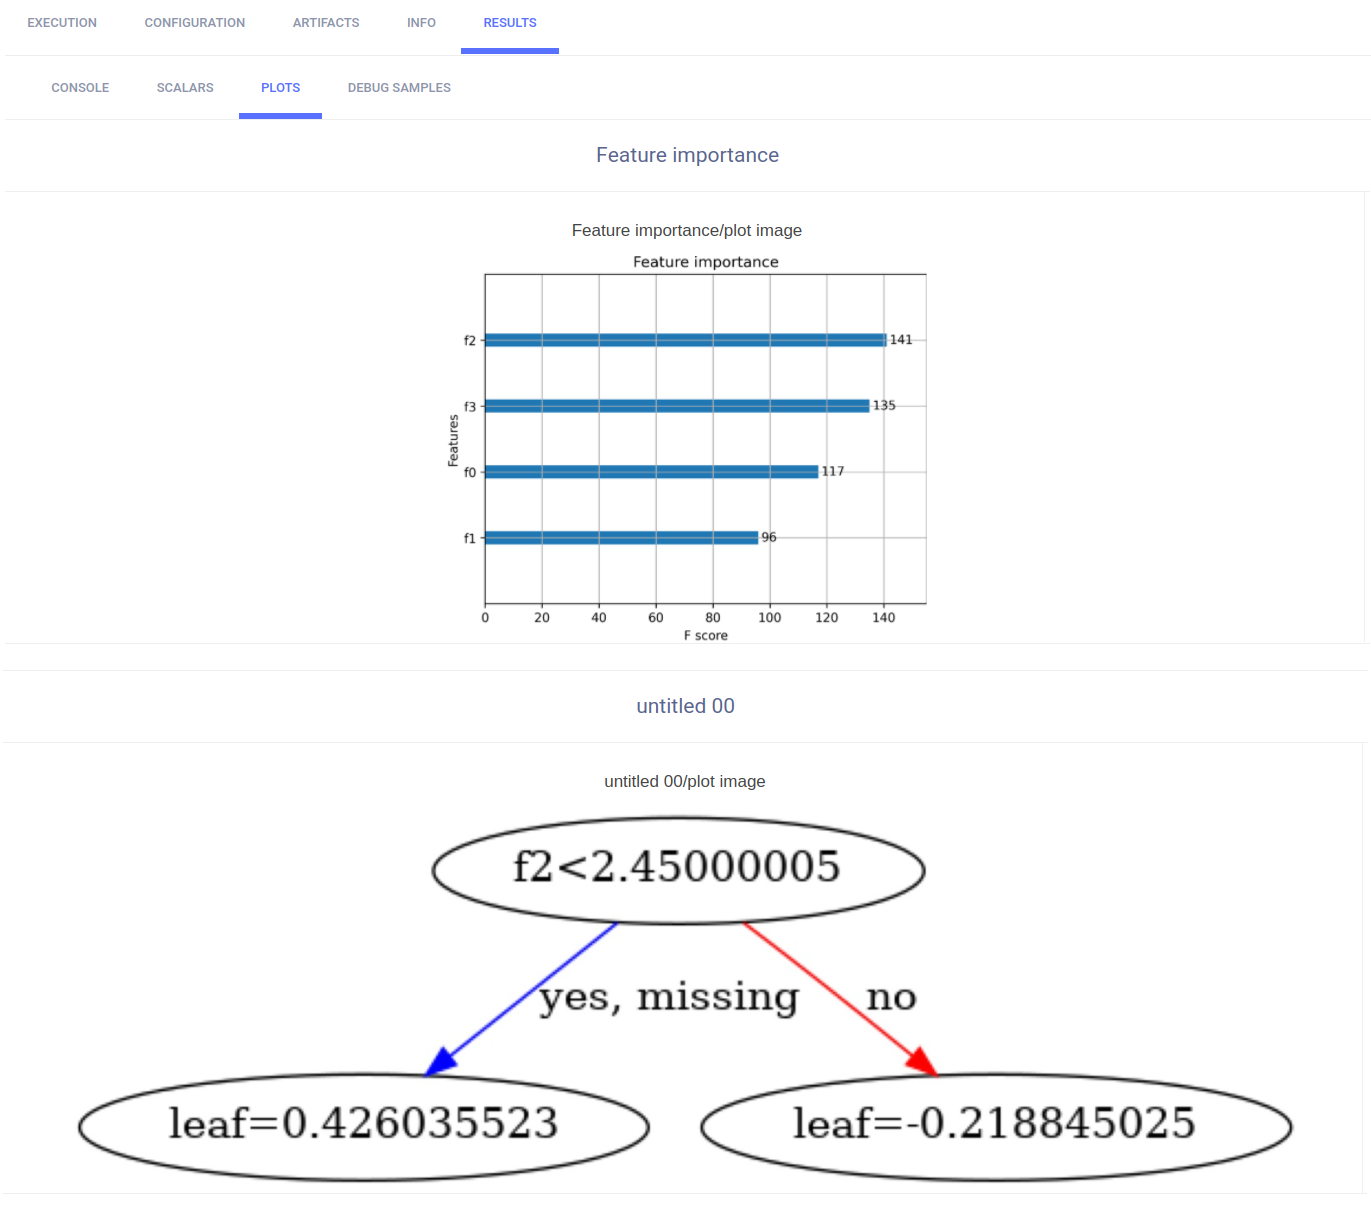 EXECUTION CONFIGURATION ARTIFACTS INFO RESULTS
CONSOLE SCALARS PLOTS DEBUG SAMPLES
Feature importance
Feature importance/plot image
Feature importance
f2 141
f3 135
Features
f0 117
f1 96
0 20 40 60 80 100 120 140
F score
untitled 00
untitled 00/plot image
f2<2.45000005
yes, missing no
leaf=0.426035523 leaf=-0.218845025